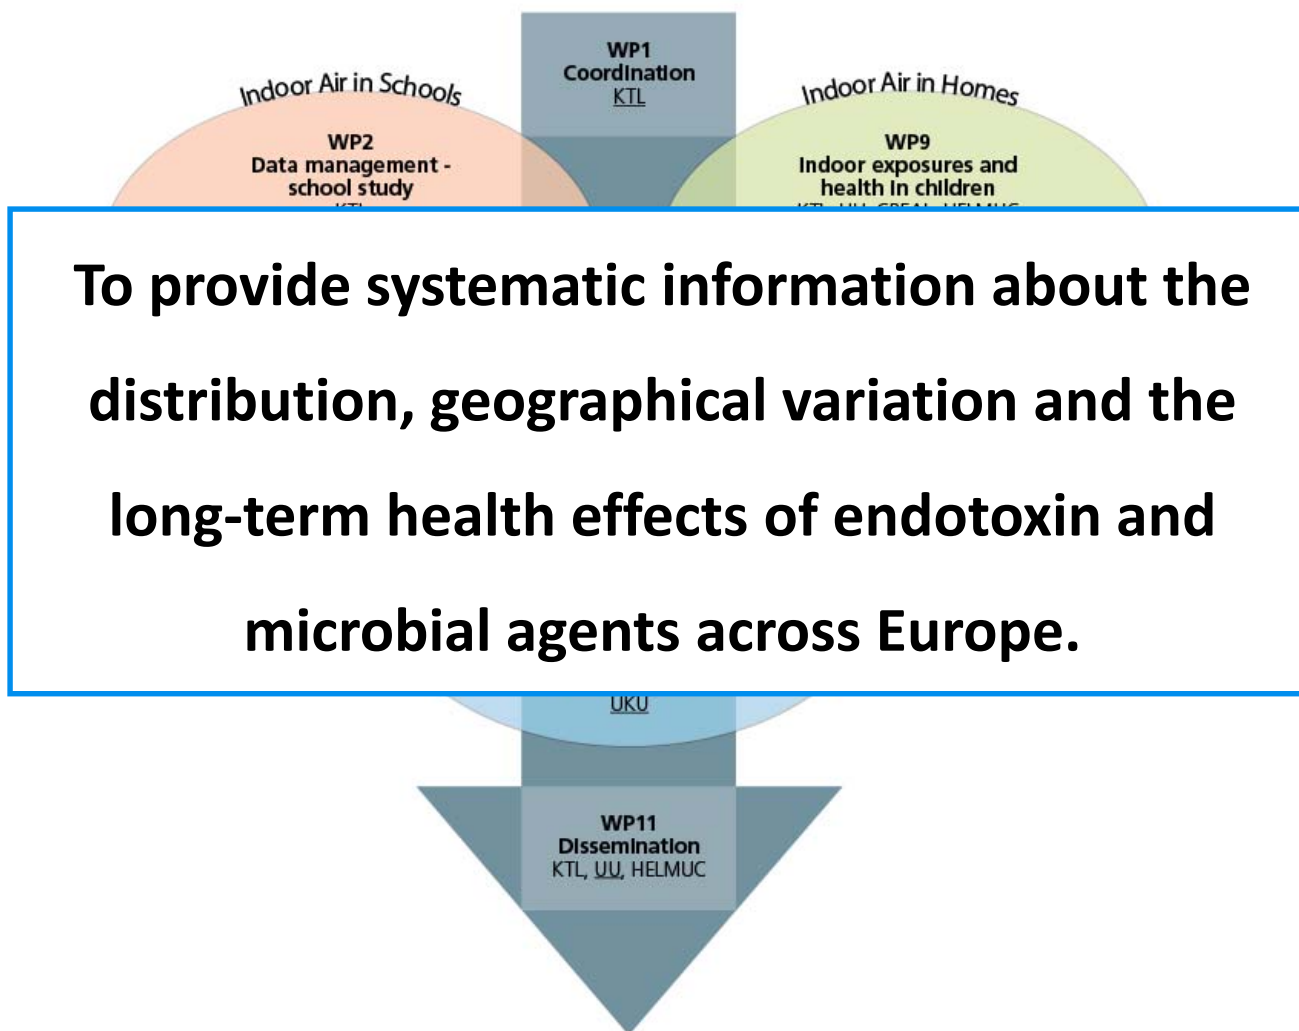 WP1
Coordination
KTL
Indoor Air in Schools
Indoor Air in Homes
WP2
Data management -
school study
WP9
Indoor exposures and
health in children
To provide systematic information about the
distribution, geographical variation and the
long-term health effects of endotoxin and
microbial agents across Europe.
UKU
WP11
Dissemination
KTL, UU, HELMUC